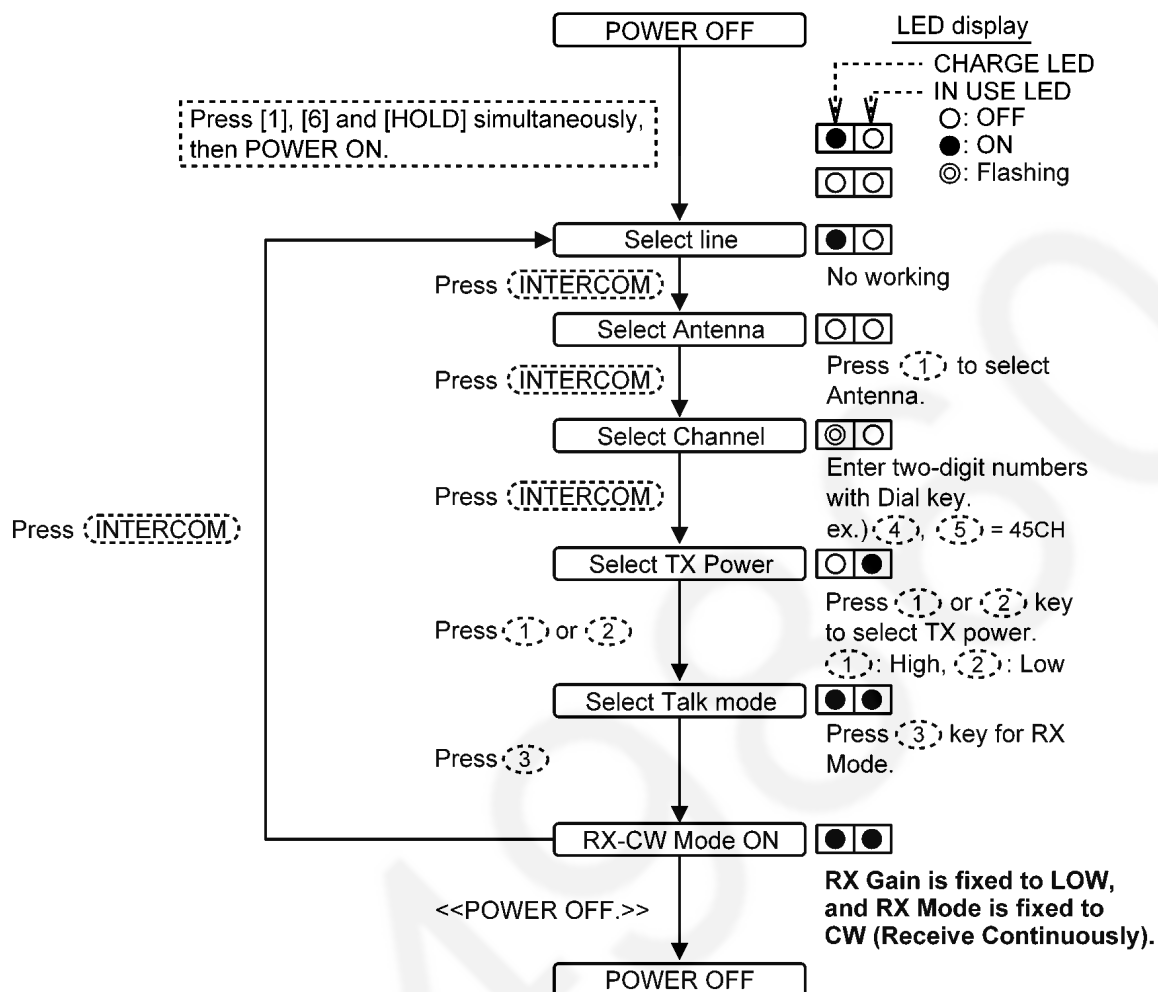 POWER OFF
LED display
CHARGE LED
IN USE LED
○: OFF
●: ON
◎: Flashing
Press [1], [6] and [HOLD] simultaneously,
then POWER ON.
Select line
No working
Press INTERCOM
Select Antenna
Press 1 to select
Antenna.
Press INTERCOM
Select Channel
Enter two-digit numbers
with Dial key.
ex.) 4, 5 = 45CH
Press INTERCOM
Press INTERCOM
Select TX Power
Press 1 or 2 key
to select TX power.
1: High, 2: Low
Press 1 or 2
Select Talk mode
Press 3 key for RX
Mode.
Press 3
RX-CW Mode ON
RX Gain is fixed to LOW,
and RX Mode is fixed to
CW (Receive Continuously).
<<POWER OFF.>>
POWER OFF